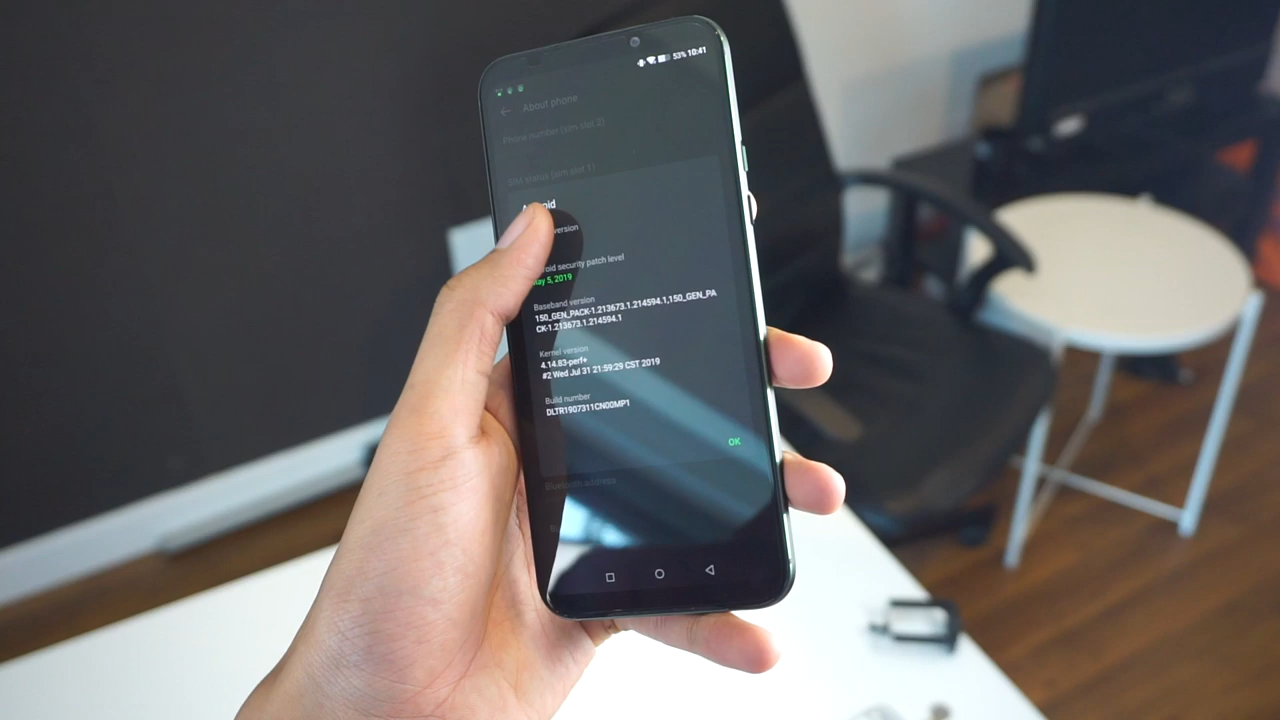 53% 10:41
About phone
Phone number (sim slot 2)
SIM status (sim slot 1)
version
security patch level
May 5, 2019
Baseband version
150_GEN_PACK-1.213673.1.214594.1,150_GEN_PA
CK-1.213673.1.214594.1
Kernel version
4.14.83-perf+
#2 Wed Jul 31 21:59:29 CST 2019
Build number
DLTR1907311CN00MP1
OK
Bluetooth address